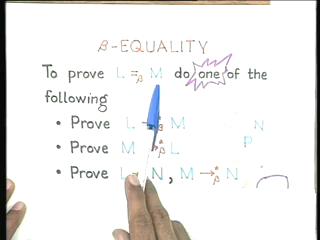 β-EQUALITY
To prove L =β M do one of the
following
• Prove L →*β M
• Prove M →*β L
• Prove L → N, M →*β N
N
P